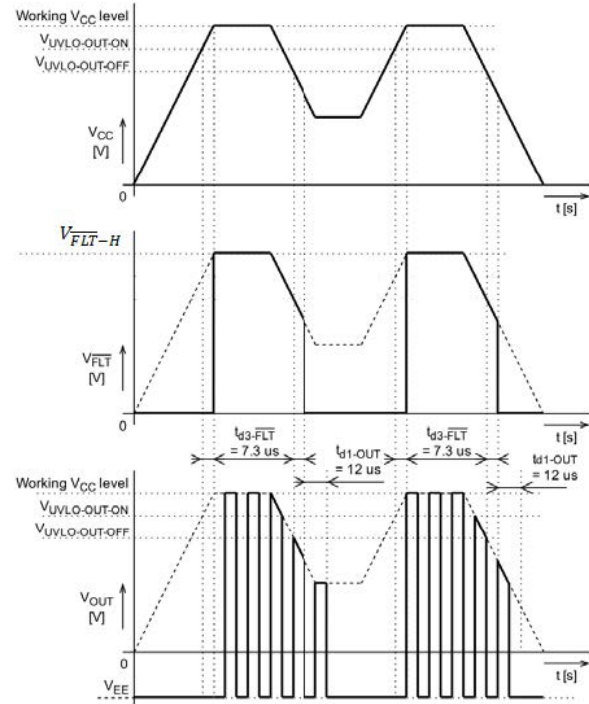 Working VCC level
VUVLO-OUT-ON
VUVLO-OUT-OFF
VCC
[V]
0
t [s]
VFLT-H
VFLT
[V]
0
t [s]
td3-FLT
= 7.3 us
td1-OUT
= 12 us
td3-FLT
= 7.3 us
td1-OUT
= 12 us
Working VCC level
VUVLO-OUT-ON
VUVLO-OUT-OFF
VOUT
[V]
0
t [s]
VEE